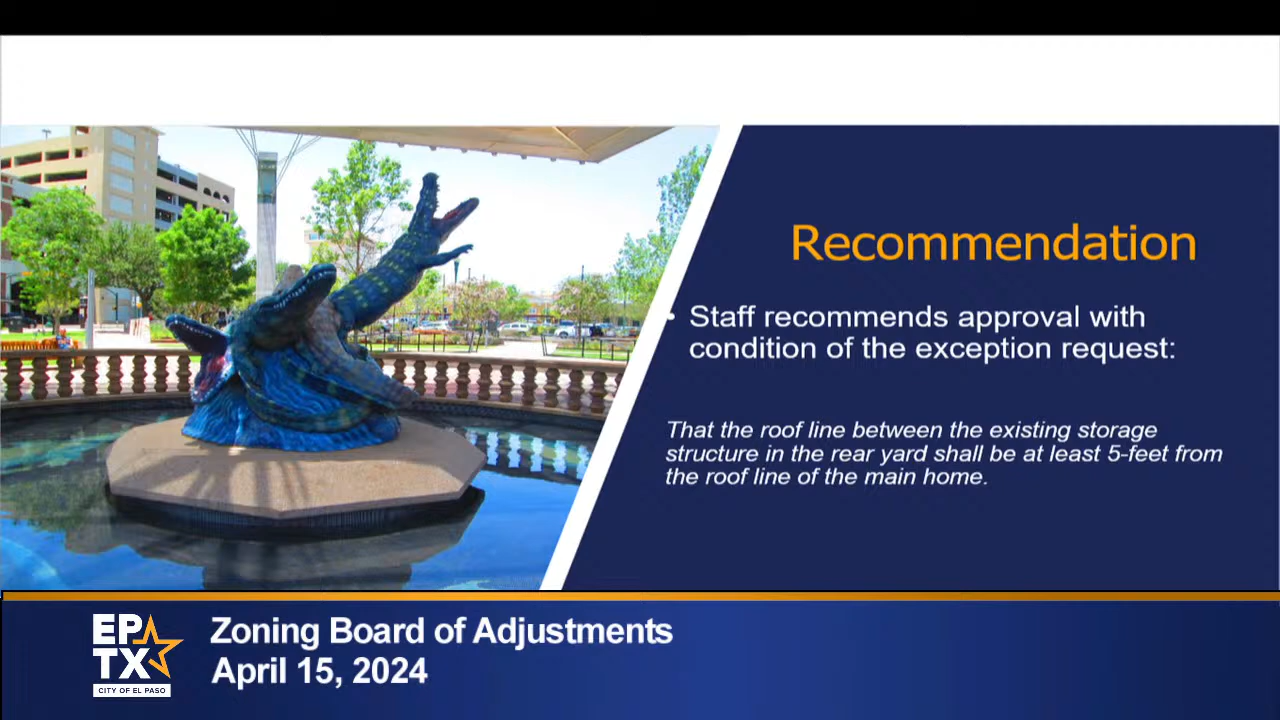 Recommendation
• Staff recommends approval with
condition of the exception request:
That the roof line between the existing storage
structure in the rear yard shall be at least 5-feet from
the roof line of the main home.
EP
TX
CITY OF EL PASO
Zoning Board of Adjustments
April 15, 2024